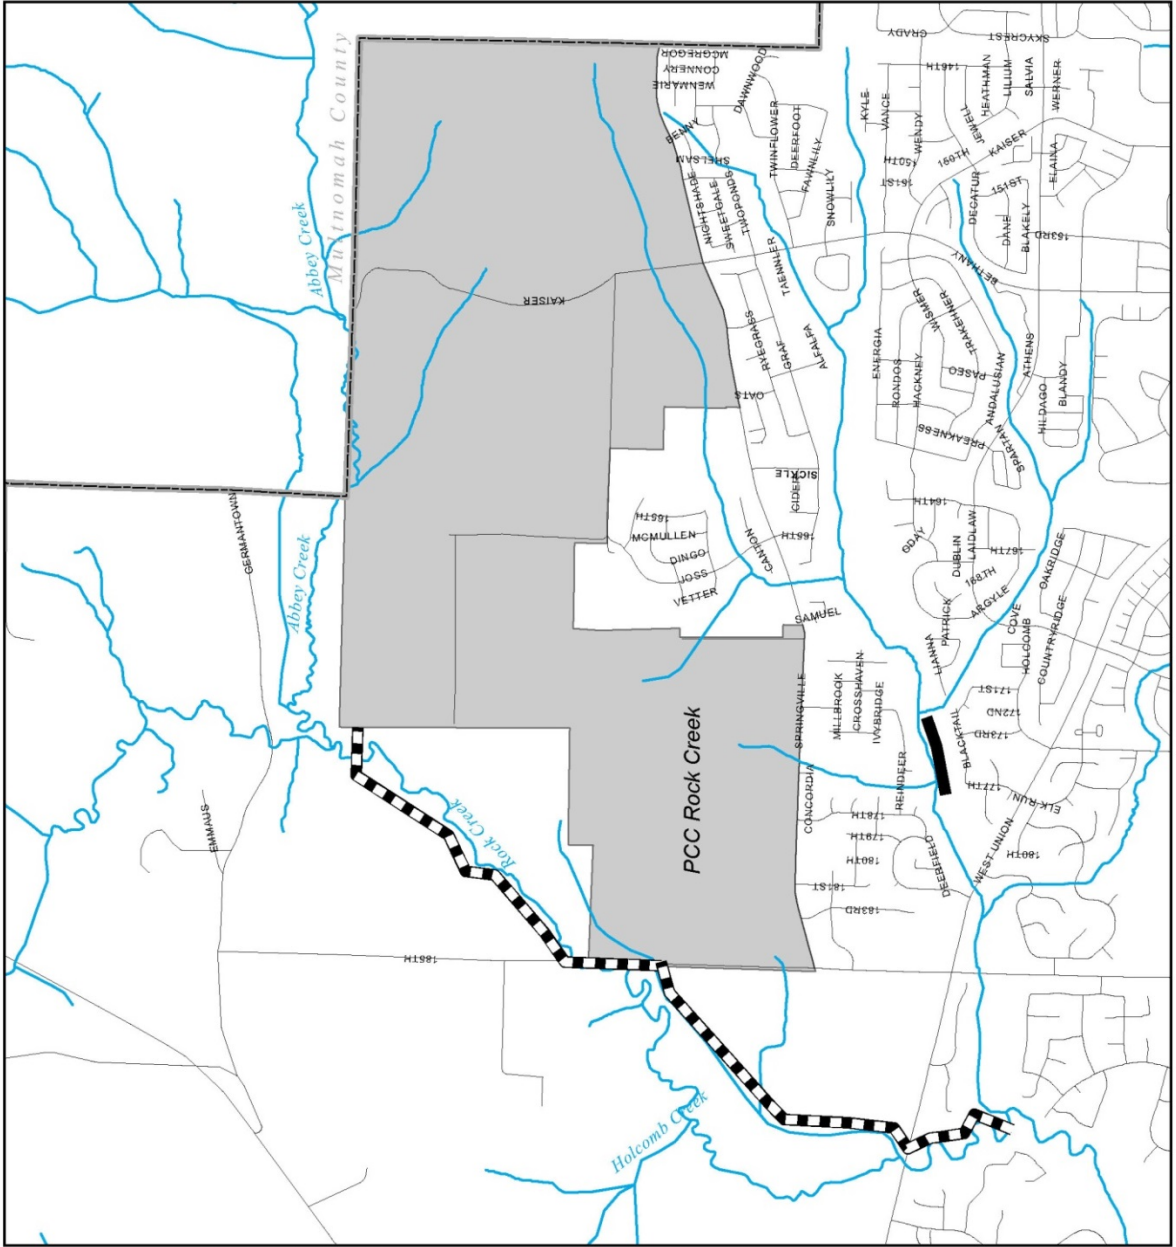 Multnomah County
Abbey Creek
Abbey Creek
Rock Creek
Holcomb Creek
PCC Rock Creek
GERMANTOWN
EMMAUS
185TH
KAISER
MCGREGOR
CONNERY
WENMARIE
DAWNWOOD
BENNY
SHELSAM
NIGHTSHADE
SWEETGALE
TWOPONDS
TWINFLOWER
DEERFOOT
FAWNLILY
SNOWLILY
TAENNLER
RYEGRASS
GRAF
ALFALFA
OATS
SICKLE
CIDER
165TH
MCMULLEN
DINGO
JOSS
VETTER
CANTON
165TH
SAMUEL
SPRINGVILLE
MILLBROOK
CROSSHAVEN
IVYBRIDGE
CONCORDIA
REINDEER
178TH
179TH
180TH
181ST
183RD
DEERFIELD
GRADY
SKYCREST
146TH
KYLE
VANCE
WENDY
HEATHMAN
LILIUM
SALVIA
WERNER
JEWELL
160TH
KAISER
ELAINA
150TH
151ST
DECATUR
151ST
DANE
BLAKELY
153RD
BETHANY
WISMER
TRAKEHNER
ENERGIA
RONDOS
HACKNEY
PASEO
ANDALUSIAN
ATHENS
HILDAGO
BLANDY
PREAKNESS
SPARTAN
164TH
GDAY
DUBLIN
LAIDLAW
167TH
168TH
ARGYLE
OAKRIDGE
PATRICK
LIANNA
COVE
HOLCOMB
COUNTRYRIDGE
171ST
172ND
173RD
BLACKTAIL
177TH
ELK RUN
WEST UNION
180TH